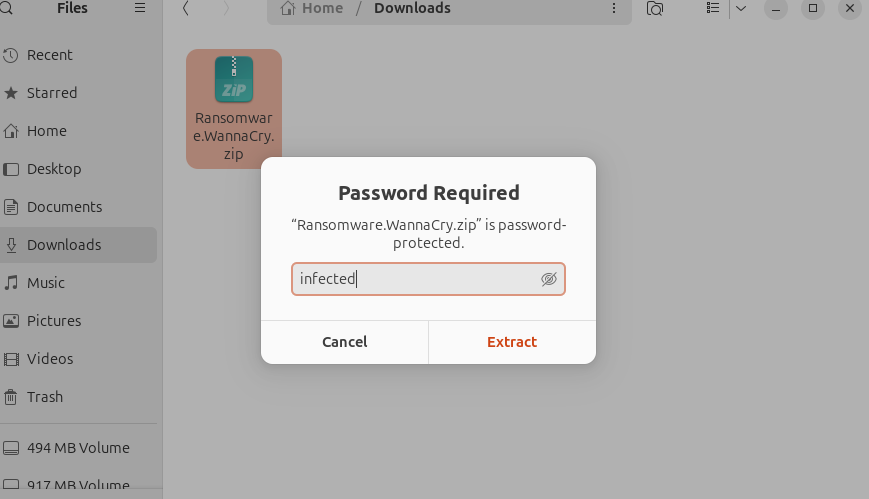 Files
Home / Downloads
Recent
Starred
Home
Desktop
Documents
Downloads
Music
Pictures
Videos
Trash
494 MB Volume
917 MB Volume
ZiP
Ransomwar
e.WannaCry.
zip
Password Required
“Ransomware.WannaCry.zip” is password-
protected.
infected
Cancel
Extract